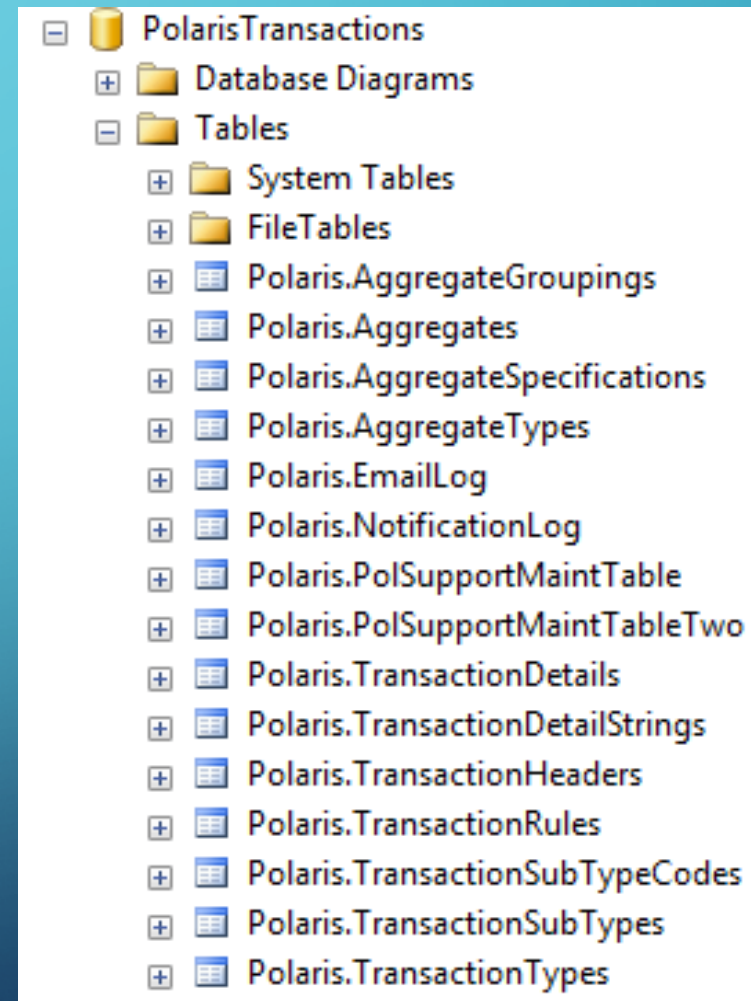 PolarisTransactions
Database Diagrams
Tables
System Tables
FileTables
Polaris.AggregateGroupings
Polaris.Aggregates
Polaris.AggregateSpecifications
Polaris.AggregateTypes
Polaris.EmailLog
Polaris.NotificationLog
Polaris.PolSupportMaintTable
Polaris.PolSupportMaintTableTwo
Polaris.TransactionDetails
Polaris.TransactionDetailStrings
Polaris.TransactionHeaders
Polaris.TransactionRules
Polaris.TransactionSubTypeCodes
Polaris.TransactionSubTypes
Polaris.TransactionTypes